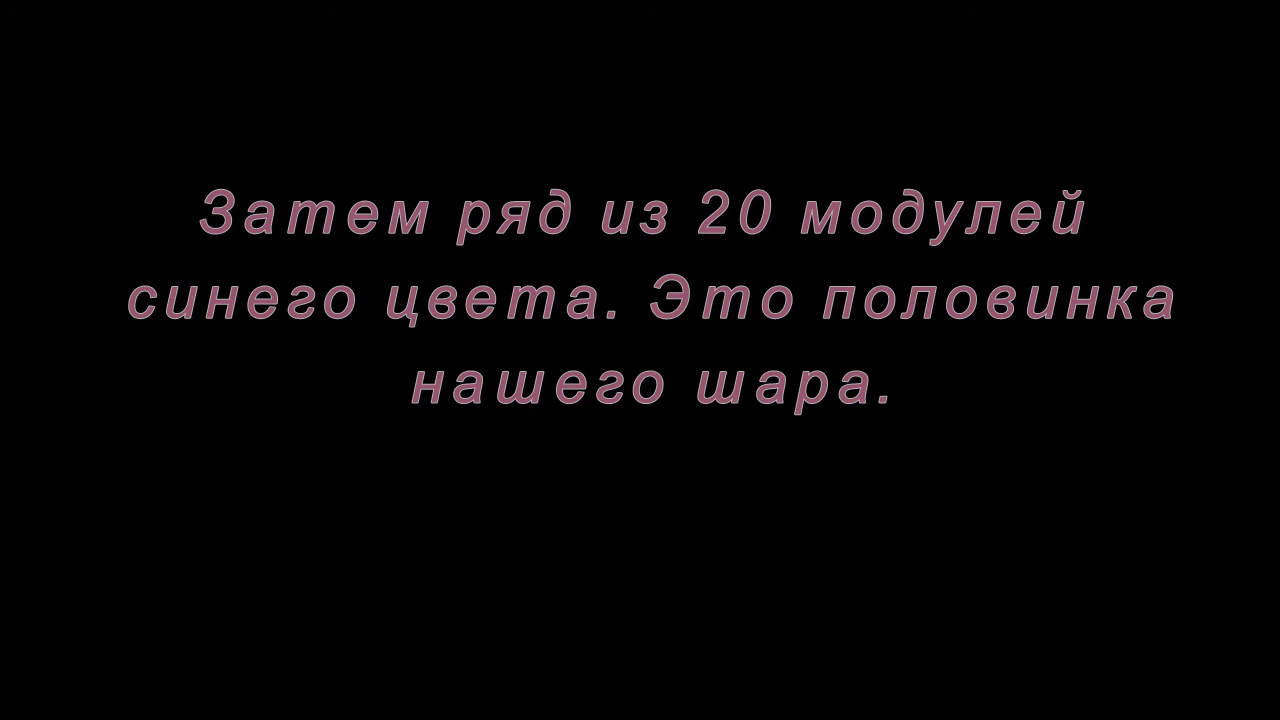 Затем ряд из 20 модулей
синего цвета. Это половинка
нашего шара.